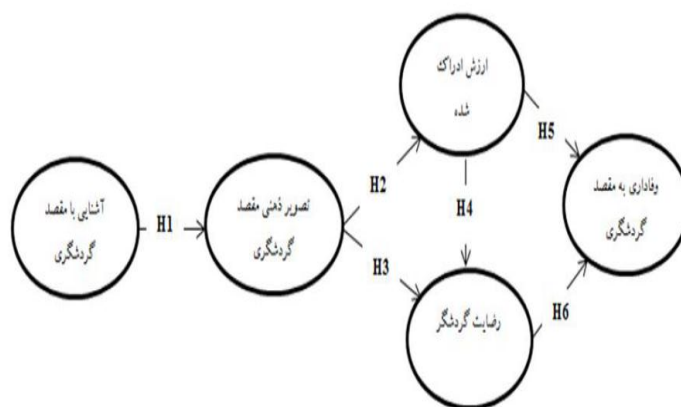 ارزش ادراک
شده
H5
H2
وفاداری به مقصد
گردشگری
آشنایی با مقصد
گردشگری
H1
تصویر ذهنی مقصد
گردشگری
H4
H3
رضایت گردشگر
H6